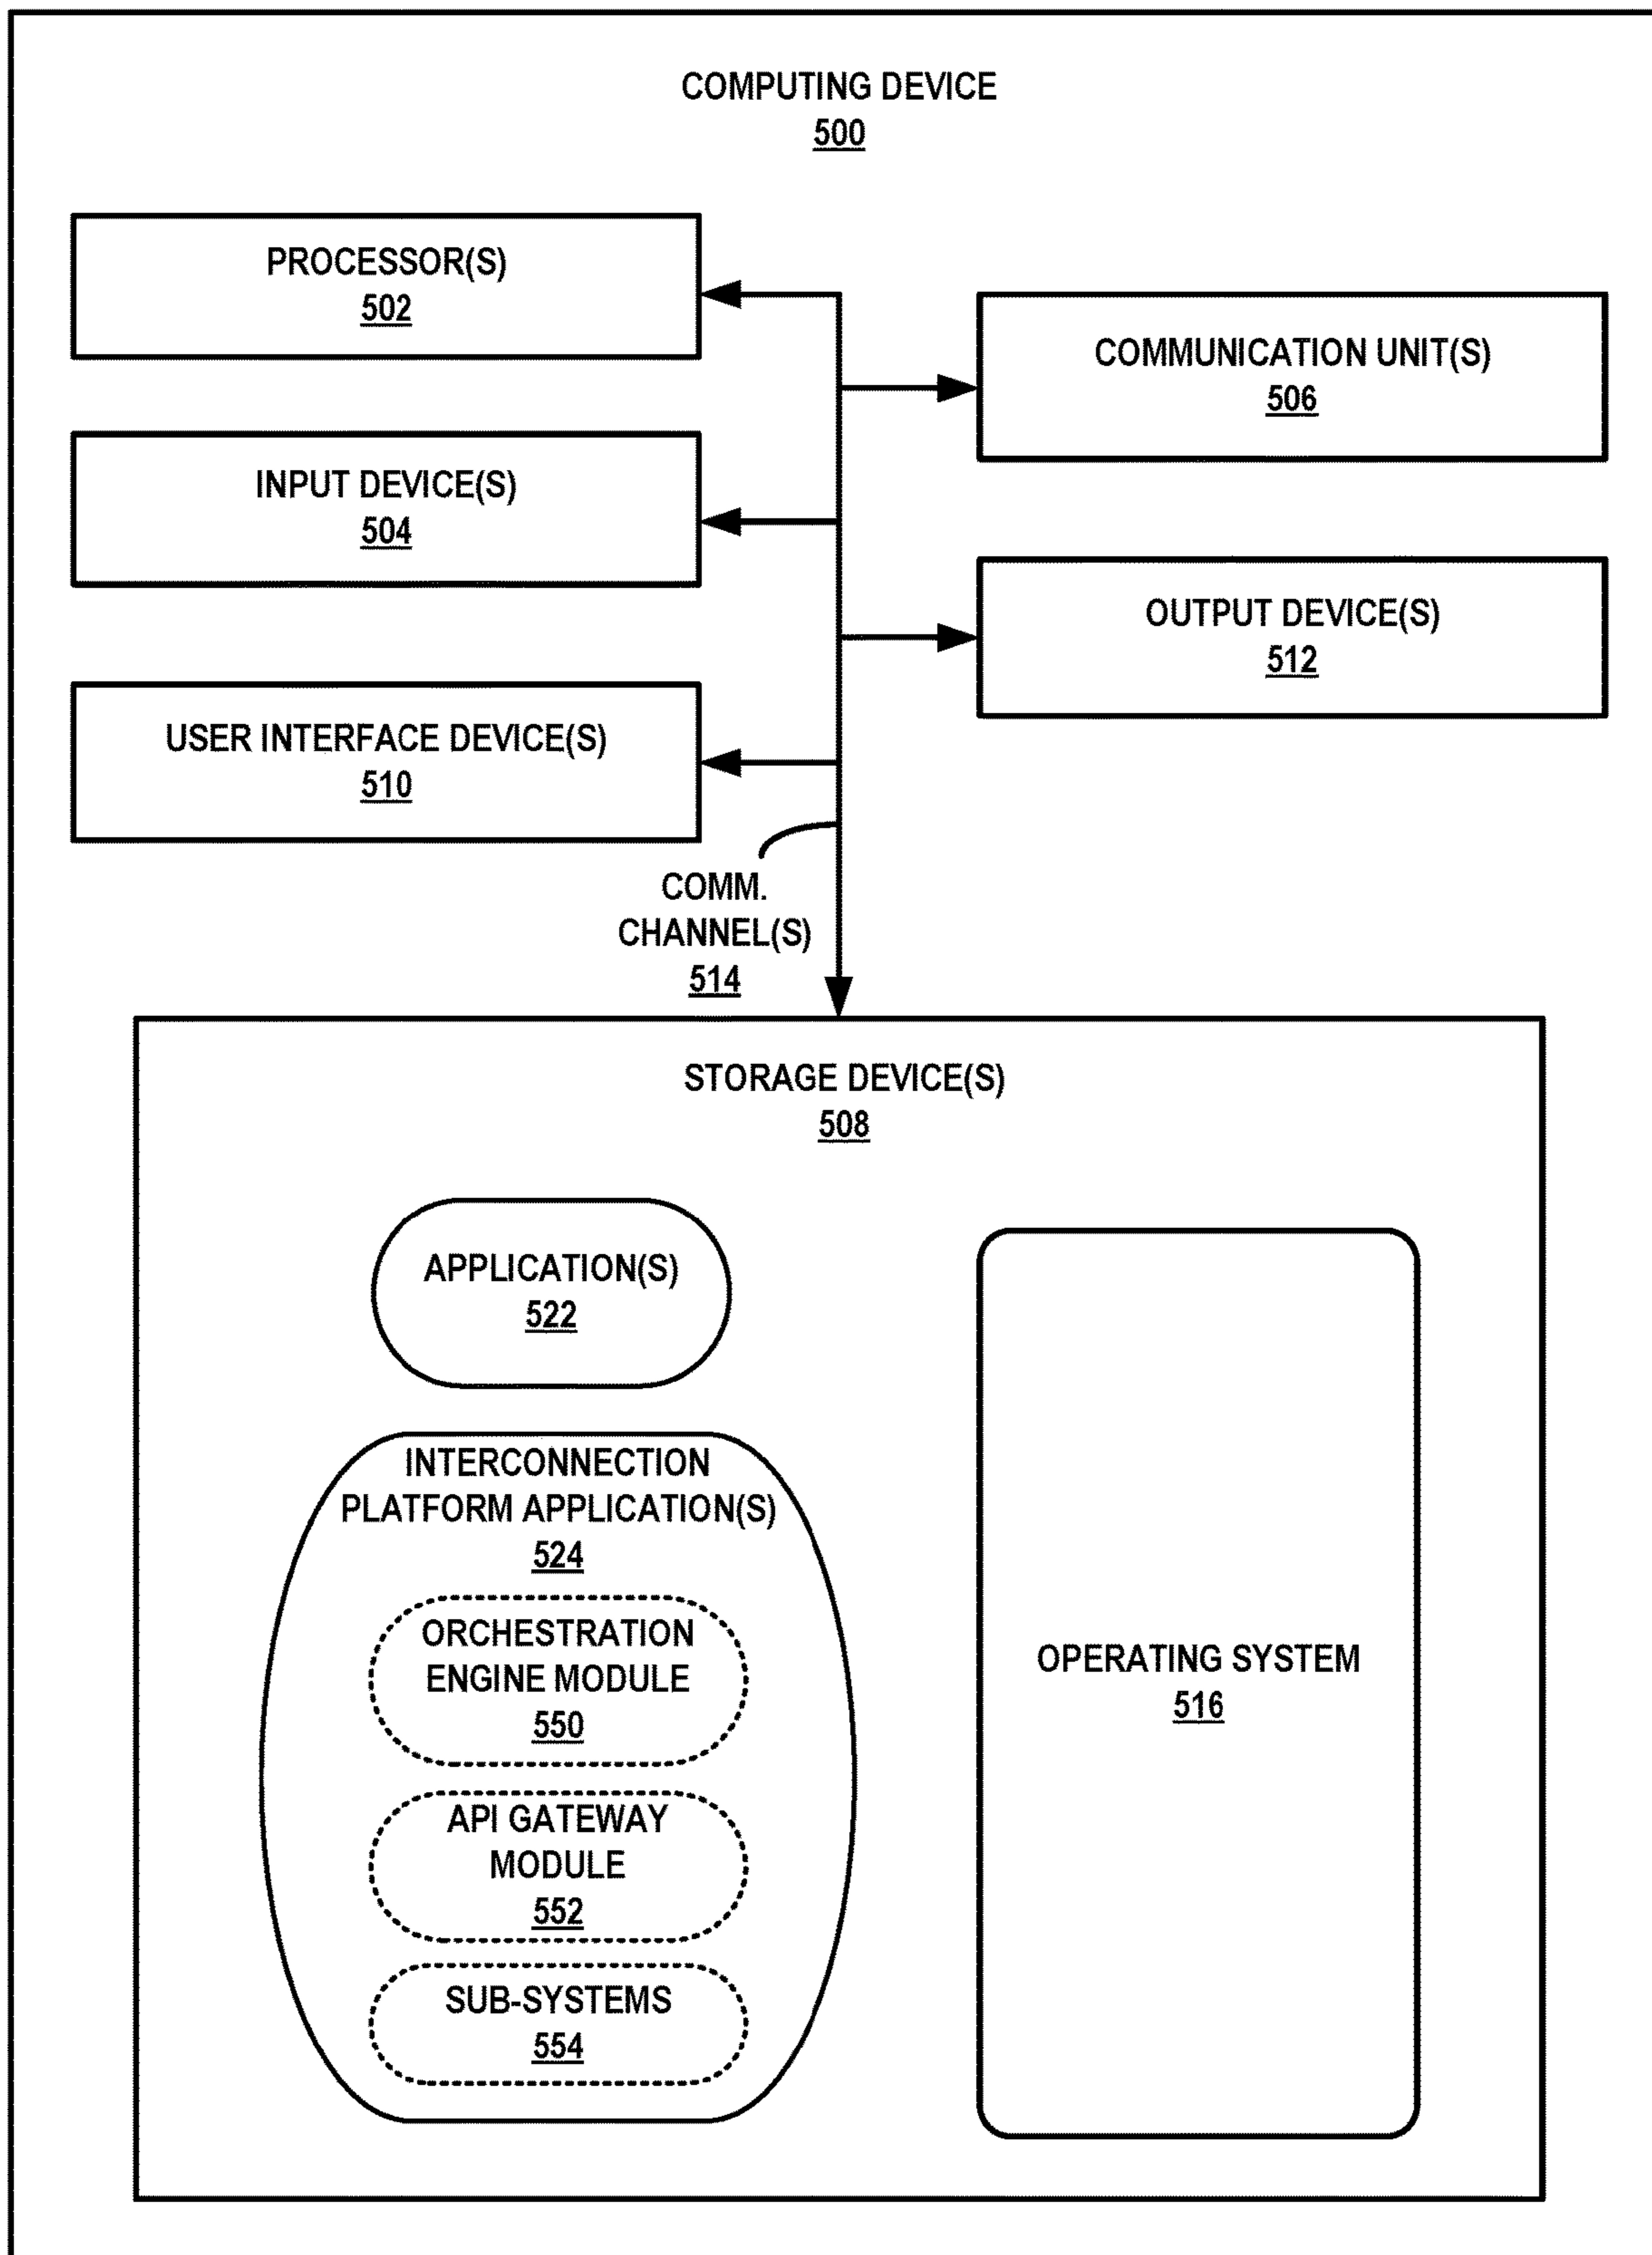 COMPUTING DEVICE
500
PROCESSOR(S)
502
COMMUNICATION UNIT(S)
506
INPUT DEVICE(S)
504
OUTPUT DEVICE(S)
512
USER INTERFACE DEVICE(S)
510
COMM.
CHANNEL(S)
514
STORAGE DEVICE(S)
508
APPLICATION(S)
522
INTERCONNECTION
PLATFORM APPLICATION(S)
524
ORCHESTRATION
ENGINE MODULE
550
API GATEWAY
MODULE
552
SUB-SYSTEMS
554
OPERATING SYSTEM
516